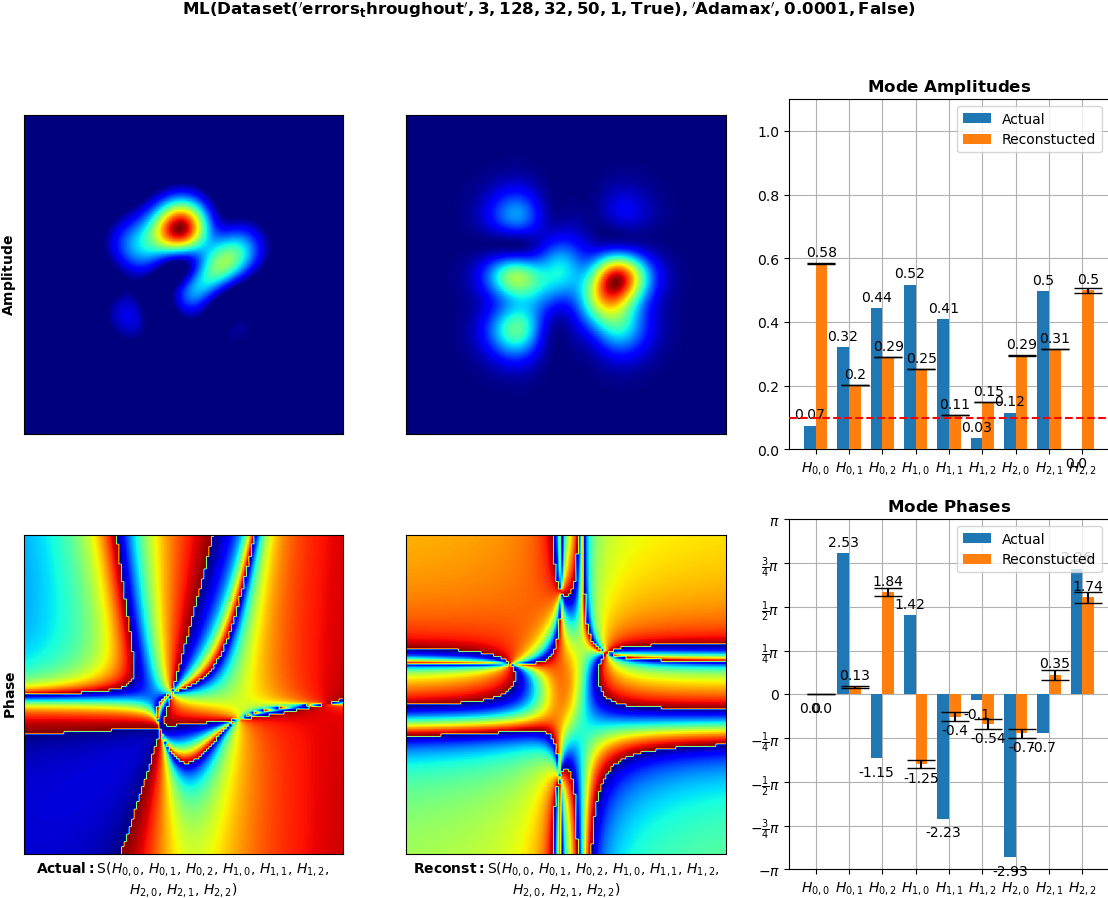 ML(Dataset('errors_throughout', 3, 128, 32, 50, 1, True), 'Adamax', 0.0001, False)
Amplitude
Mode Amplitudes
Actual
Reconstucted
1.0
0.8
0.6
0.4
0.2
0.0
0.07
0.58
0.32
0.2
0.44
0.29
0.52
0.25
0.41
0.11
0.03
0.15
0.12
0.29
0.5
0.31
0.0
0.5
H0,0 H0,1 H0,2 H1,0 H1,1 H1,2 H2,0 H2,1 H2,2
Phase
Actual: S(H0,0, H0,1, H0,2, H1,0, H1,1, H1,2,
H2,0, H2,1, H2,2)
Reconst: S(H0,0, H0,1, H0,2, H1,0, H1,1, H1,2,
H2,0, H2,1, H2,2)
Mode Phases
Actual
Reconstucted
π
3/4π
1/2π
1/4π
0
−1/4π
−1/2π
−3/4π
−π
0.0
0.0
2.53
0.13
-1.15
1.84
1.42
-1.25
-2.23
-0.4
-0.1
-0.54
-2.93
-0.7
-0.7
0.35
1.74
H0,0 H0,1 H0,2 H1,0 H1,1 H1,2 H2,0 H2,1 H2,2